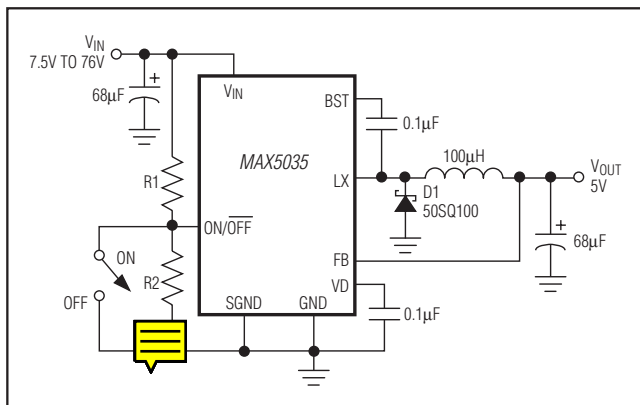 V_IN
7.5V TO 76V
68µF
+
V_IN
BST
0.1µF
MAX5035
R1
LX
100µH
V_OUT
5V
D1
50SQ100
ON/O̅F̅F̅
+
68µF
ON
R2
FB
VD
OFF
SGND
GND
0.1µF